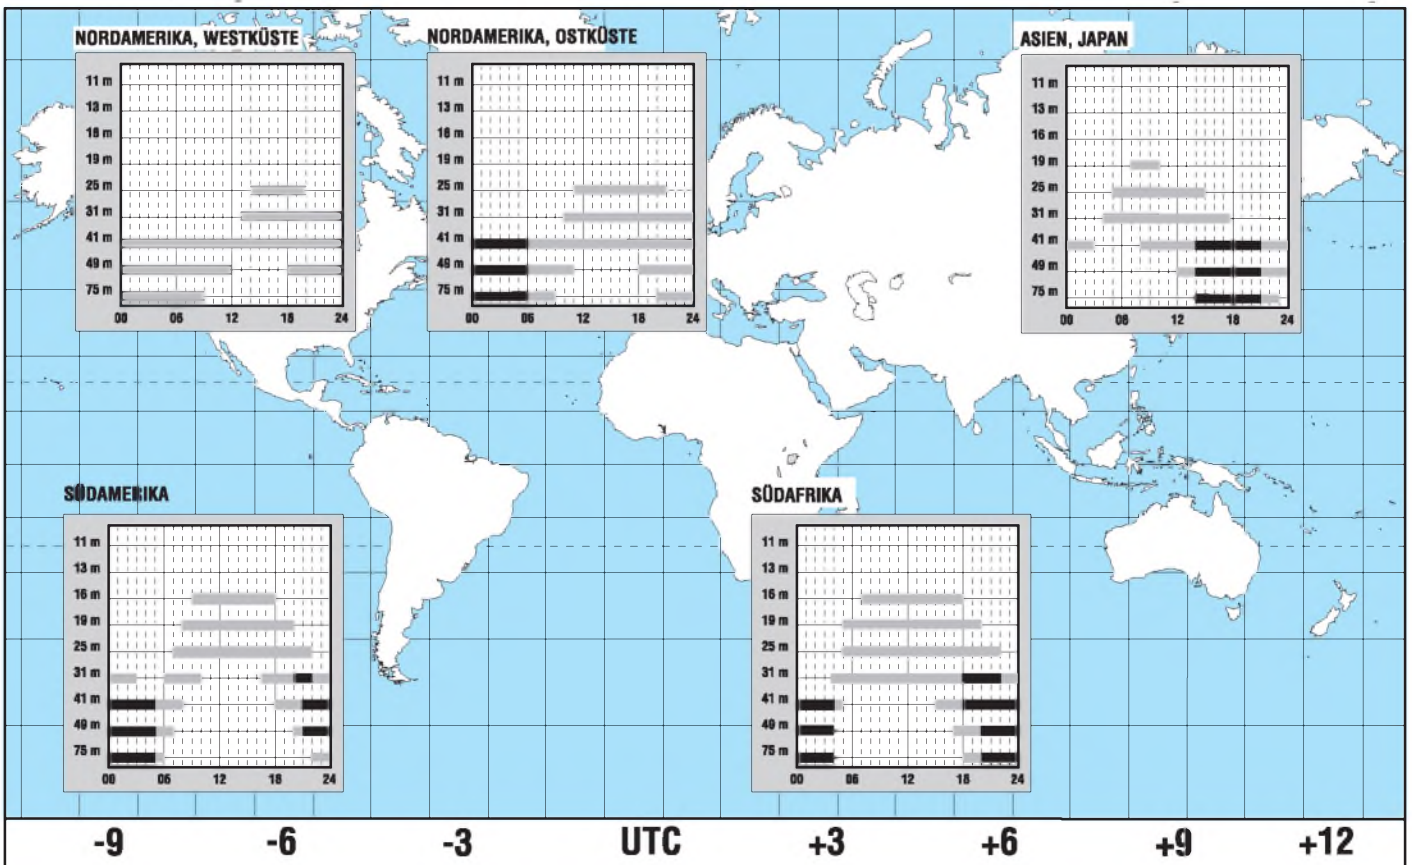 NORDAMERIKA, WESTKÜSTE
11 m
13 m
16 m
19 m
25 m
31 m
41 m
49 m
75 m
00 06 12 18 24
NORDAMERIKA, OSTKÜSTE
11 m
13 m
16 m
19 m
25 m
31 m
41 m
49 m
75 m
00 06 12 18 24
ASIEN, JAPAN
11 m
13 m
16 m
19 m
25 m
31 m
41 m
49 m
75 m
00 06 12 18 24
SÜDAMERIKA
11 m
13 m
16 m
19 m
25 m
31 m
41 m
49 m
75 m
00 06 12 18 24
SÜDAFRIKA
11 m
13 m
16 m
19 m
25 m
31 m
41 m
49 m
75 m
00 06 12 18 24
-9 -6 -3 UTC +3 +6 +9 +12